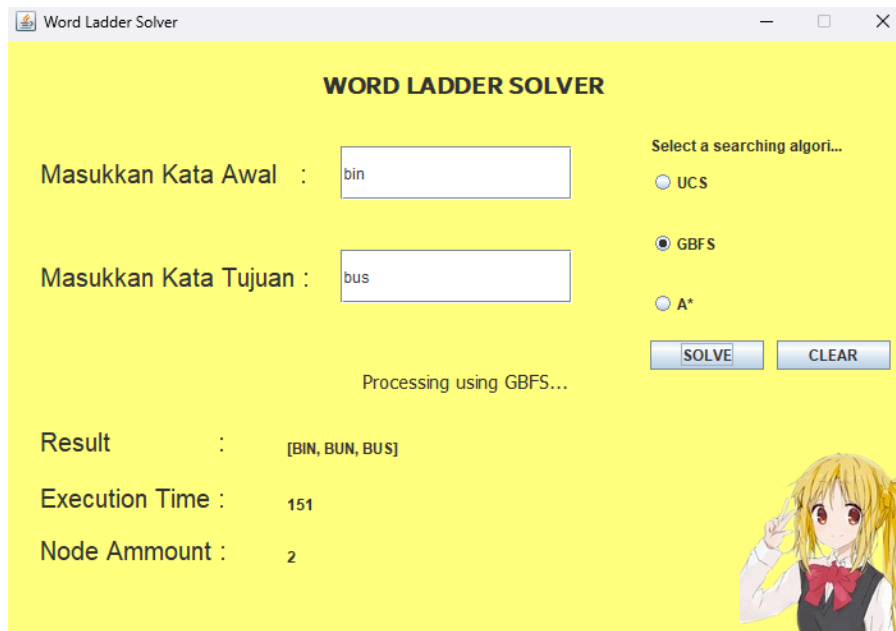 Word Ladder Solver
WORD LADDER SOLVER
Masukkan Kata Awal :
bin
Masukkan Kata Tujuan :
bus
Select a searching algori...
UCS
GBFS
A*
SOLVE
CLEAR
Processing using GBFS...
Result :
[BIN, BUN, BUS]
Execution Time :
151
Node Ammount :
2